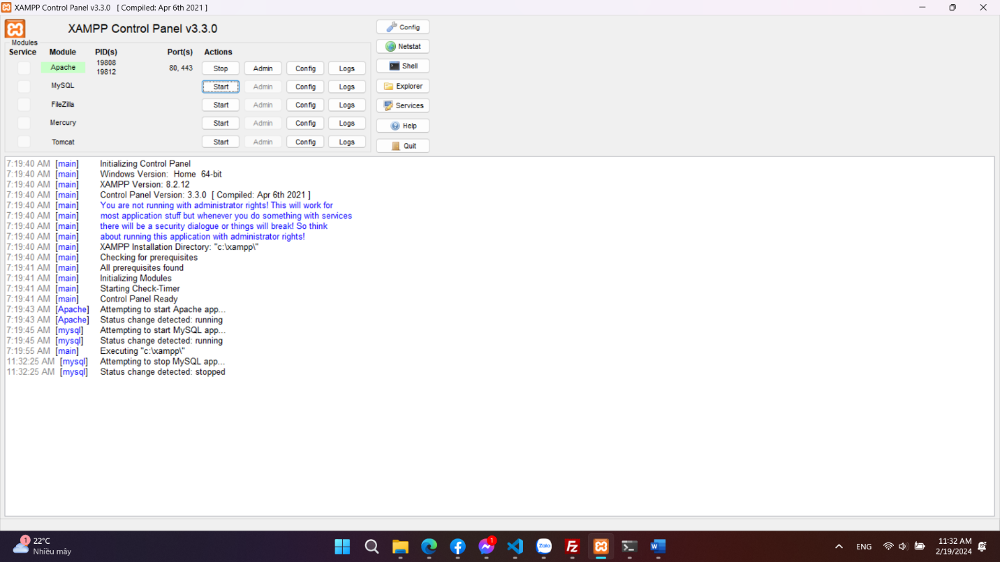 XAMPP Control Panel v3.3.0 [ Compiled: Apr 6th 2021 ]
XAMPP Control Panel v3.3.0
Config
Modules
Service Module PID(s) Port(s) Actions
Netstat
Apache 19808 19812 80, 443 Stop Admin Config Logs
Shell
MySQL Start Admin Config Logs
Explorer
FileZilla Start Admin Config Logs
Services
Mercury Start Admin Config Logs
Help
Tomcat Start Admin Config Logs
Quit
7:19:40 AM [main] Initializing Control Panel
7:19:40 AM [main] Windows Version: Home 64-bit
7:19:40 AM [main] XAMPP Version: 8.2.12
7:19:40 AM [main] Control Panel Version: 3.3.0 [ Compiled: Apr 6th 2021 ]
7:19:40 AM [main] You are not running with administrator rights! This will work for
7:19:40 AM [main] most application stuff but whenever you do something with services
7:19:40 AM [main] there will be a security dialogue or things will break! So think
7:19:40 AM [main] about running this application with administrator rights!
7:19:40 AM [main] XAMPP Installation Directory: "c:\xampp\"
7:19:40 AM [main] Checking for prerequisites
7:19:41 AM [main] All prerequisites found
7:19:41 AM [main] Initializing Modules
7:19:41 AM [main] Starting Check-Timer
7:19:41 AM [main] Control Panel Ready
7:19:43 AM [Apache] Attempting to start Apache app...
7:19:43 AM [Apache] Status change detected: running
7:19:45 AM [mysql] Attempting to start MySQL app...
7:19:45 AM [mysql] Status change detected: running
7:19:55 AM [main] Executing "c:\xampp\"
11:32:25 AM [mysql] Attempting to stop MySQL app...
11:32:25 AM [mysql] Status change detected: stopped
1
22°C
Nhiều mây
1
Zalo
Fz
W
ENG
11:32 AM
2/19/2024